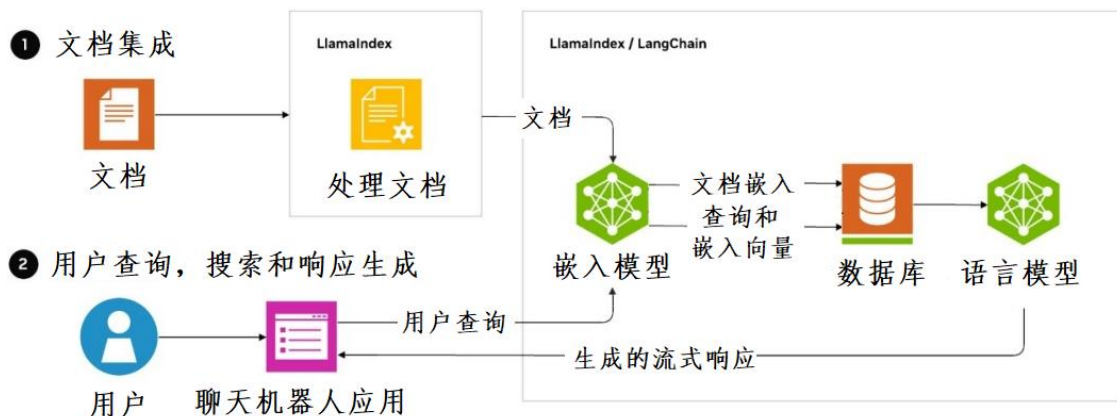 1 文档集成
LlamaIndex
LlamaIndex / LangChain
文档
处理文档
文档
嵌入模型
文档嵌入
查询和
嵌入向量
数据库
语言模型
2 用户查询，搜索和响应生成
用户查询
生成的流式响应
用户
聊天机器人应用